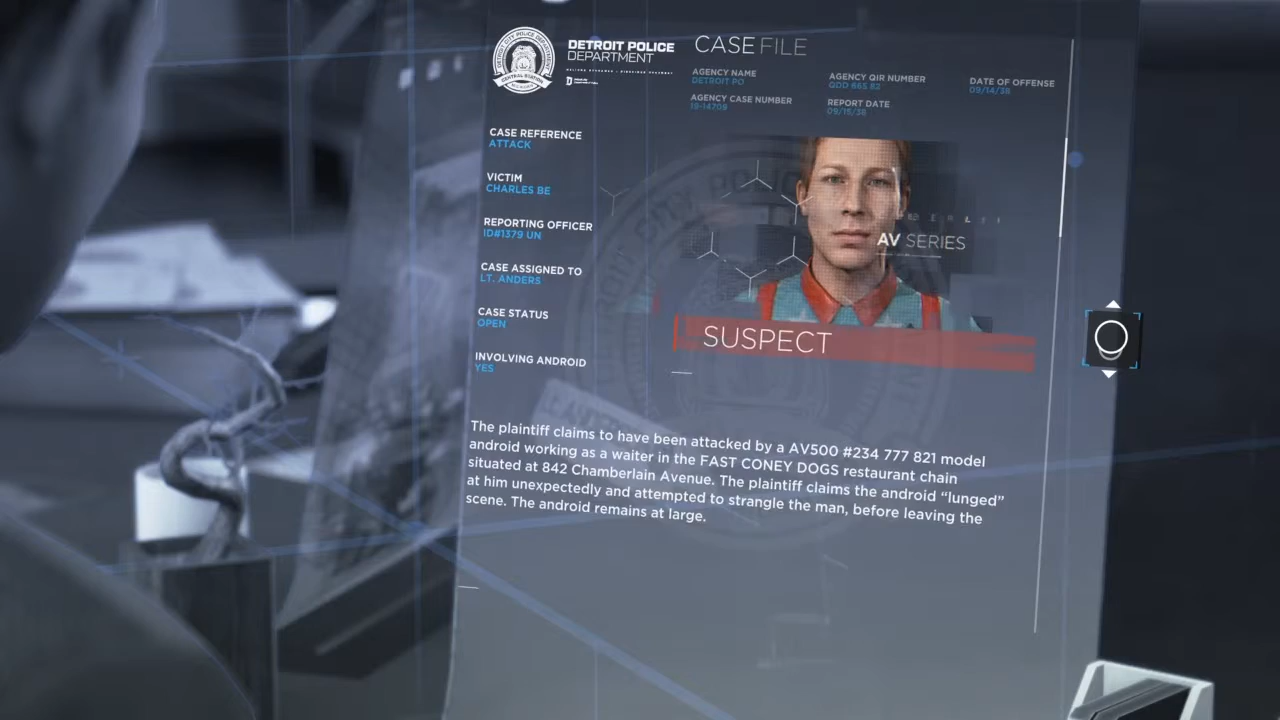 DETROIT POLICE
DEPARTMENT
CASE FILE
AGENCY NAME
DETROIT PD
AGENCY QIR NUMBER
QDD 665 82
DATE OF OFFENSE
09/14/38
AGENCY CASE NUMBER
19-14709
REPORT DATE
09/15/38
CASE REFERENCE
ATTACK
VICTIM
CHARLES BE
REPORTING OFFICER
ID#1379 UN
CASE ASSIGNED TO
LT. ANDERS
CASE STATUS
OPEN
INVOLVING ANDROID
YES
AV SERIES
SUSPECT
The plaintiff claims to have been attacked by a AV500 #234 777 821 model
android working as a waiter in the FAST CONEY DOGS restaurant chain
situated at 842 Chamberlain Avenue. The plaintiff claims the android “lunged”
at him unexpectedly and attempted to strangle the man, before leaving the
scene. The android remains at large.